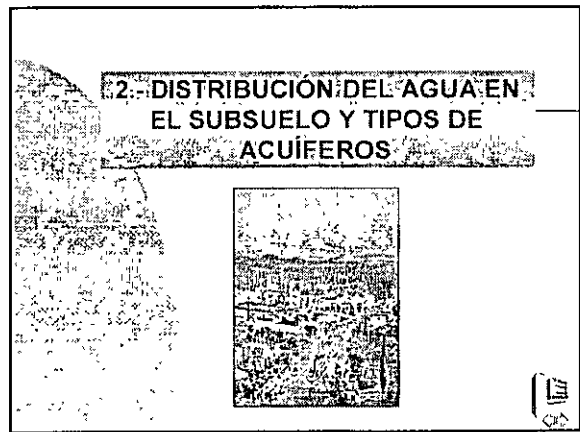 2.- DISTRIBUCIÓN DEL AGUA EN
EL SUBSUELO Y TIPOS DE
ACUÍFEROS